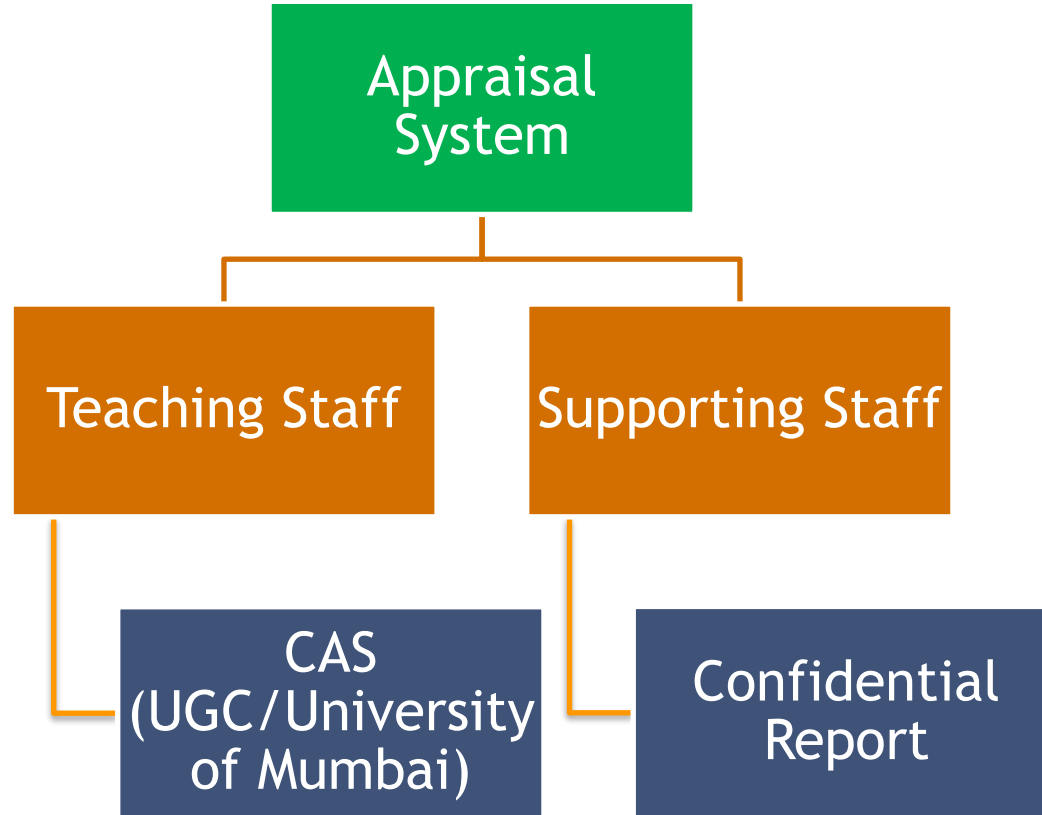 Appraisal
System
Teaching Staff
Supporting Staff
CAS
(UGC/University
of Mumbai)
Confidential
Report